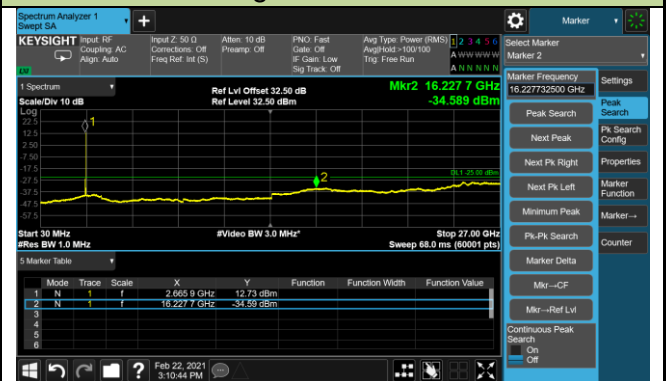 Spectrum Analyzer 1
Swept SA
+
Marker
KEYSIGHT
Input: RF
Coupling: AC
Align: Auto
Input Z: 50 Ω
Corrections: Off
Freq Ref: Int (S)
Atten: 10 dB
Preamp: Off
PNO: Fast
Gate: Off
IF Gain: Low
Sig Track: Off
Avg Type: Power (RMS)
Avg|Hold:>100/100
Trig: Free Run
1 2 3 4 5 6
A W W W W W
A N N N N N
Select Marker
Marker 2
LXI
1 Spectrum
Scale/Div 10 dB
Log
Ref Lvl Offset 32.50 dB
Ref Level 32.50 dBm
Mkr2 16.227 7 GHz
-34.589 dBm
22.5
12.5
2.50
-7.50
-17.5
-27.5
-37.5
-47.5
-57.5
1
2
DL1 -25.00 dBm
Start 30 MHz
#Res BW 1.0 MHz
#Video BW 3.0 MHz*
Stop 27.00 GHz
Sweep 68.0 ms (60001 pts)
5 Marker Table
Mode Trace Scale X Y Function Function Width Function Value
1 N 1 f 2.665 9 GHz 12.73 dBm
2 N 1 f 16.227 7 GHz -34.59 dBm
3
4
5
6
Marker Frequency
16.227732500 GHz
Peak Search
Next Peak
Next Pk Right
Next Pk Left
Minimum Peak
Pk-Pk Search
Marker Delta
Mkr→CF
Mkr→Ref Lvl
Continuous Peak
Search
On
Off
Settings
Peak
Search
Pk Search
Config
Properties
Marker
Function
Marker→
Counter
?
Feb 22, 2021
3:10:44 PM